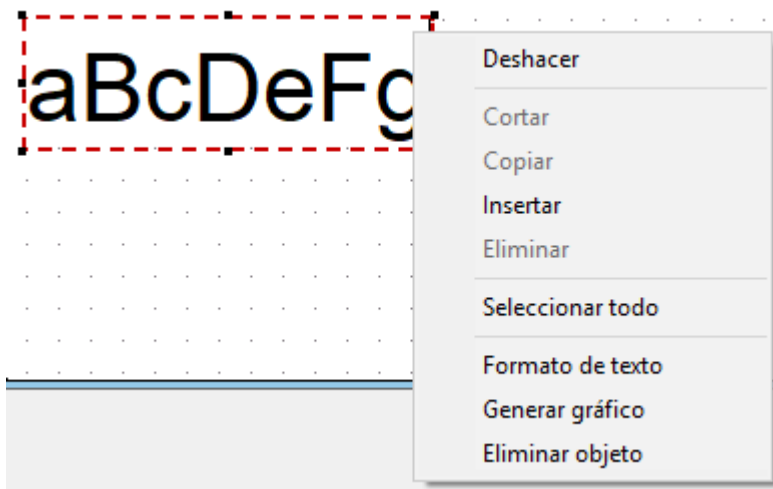 aBcDeFg
Deshacer
Cortar
Copiar
Insertar
Eliminar
Seleccionar todo
Formato de texto
Generar gráfico
Eliminar objeto